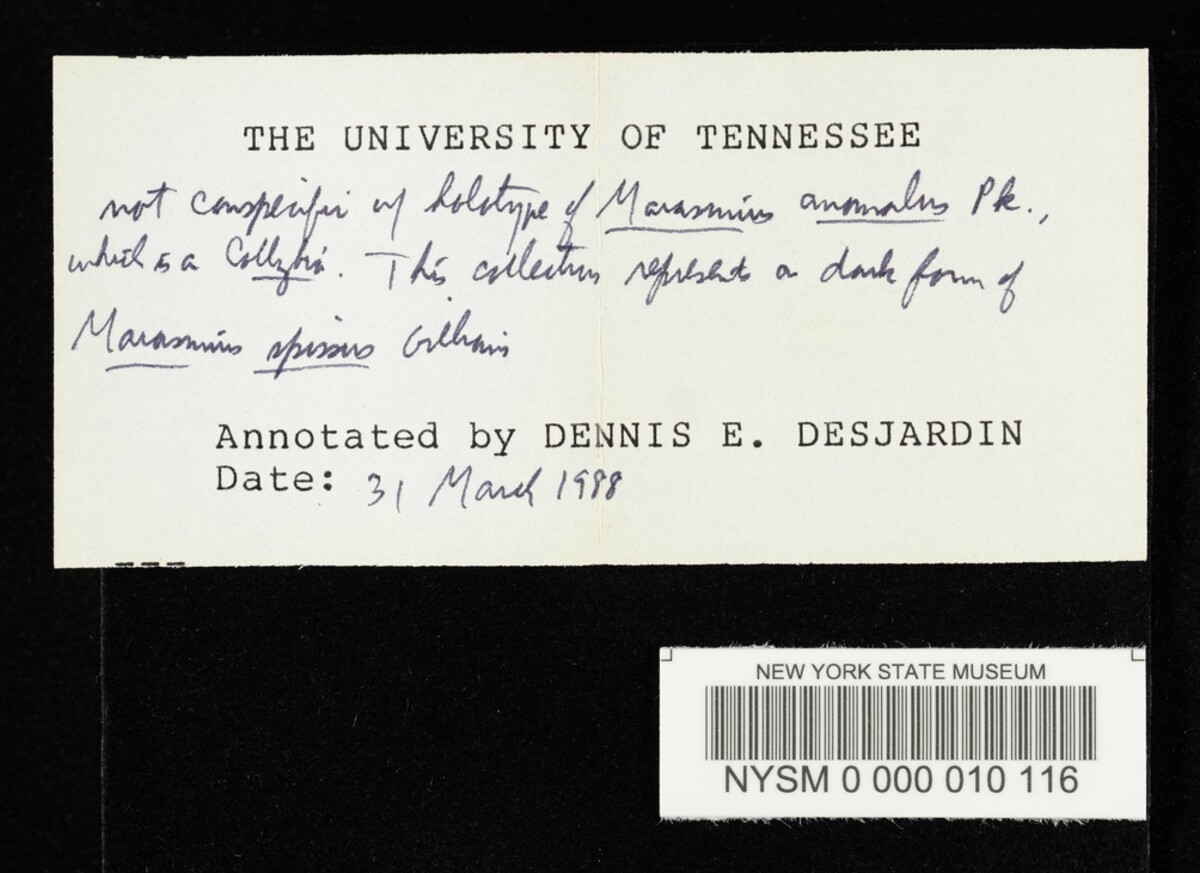 THE UNIVERSITY OF TENNESSEE
not conspecific w/ holotype of Marasmius anomalus Pk.,
which is a Collybia. This collection represents a dark form of
Marasmius spissus Gilliam
Annotated by DENNIS E. DESJARDIN
Date: 31 March 1988
NEW YORK STATE MUSEUM
NYSM 0 000 010 116